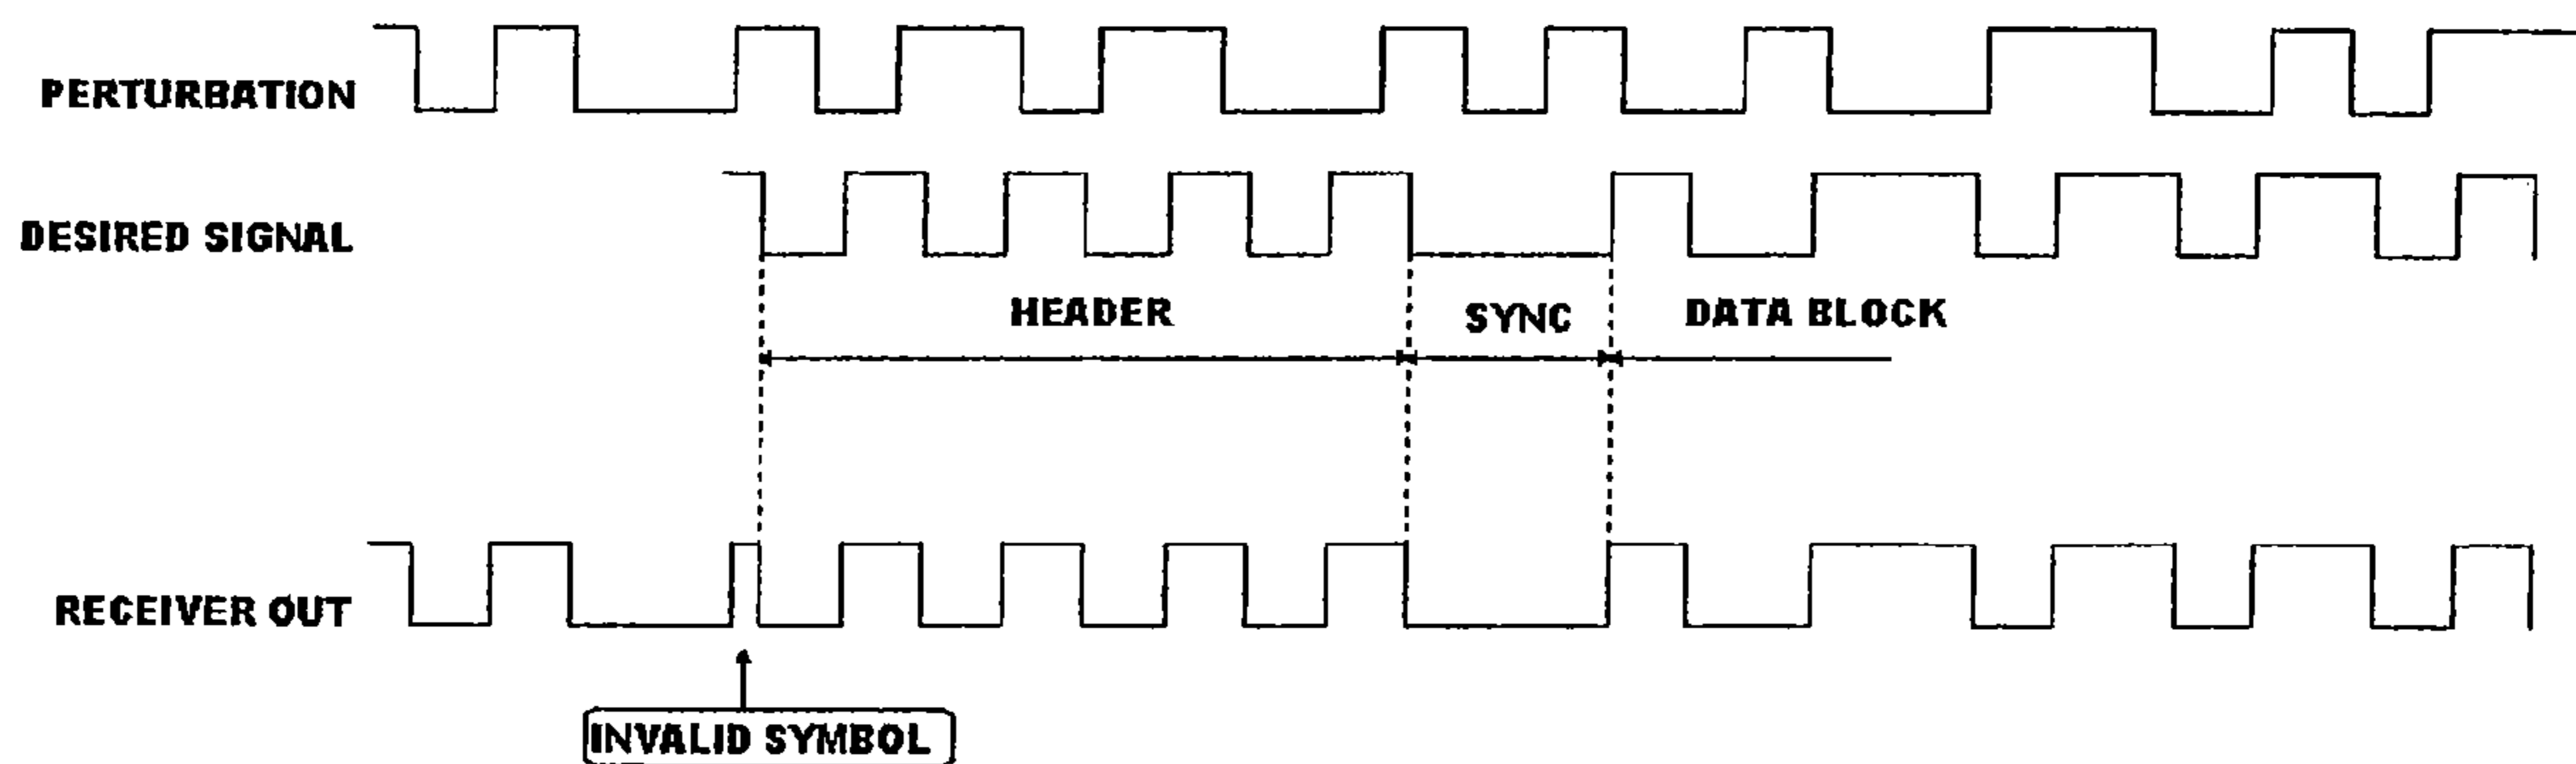 PERTURBATION
DESIRED SIGNAL
HEADER
SYNC
DATA BLOCK
RECEIVER OUT
INVALID SYMBOL